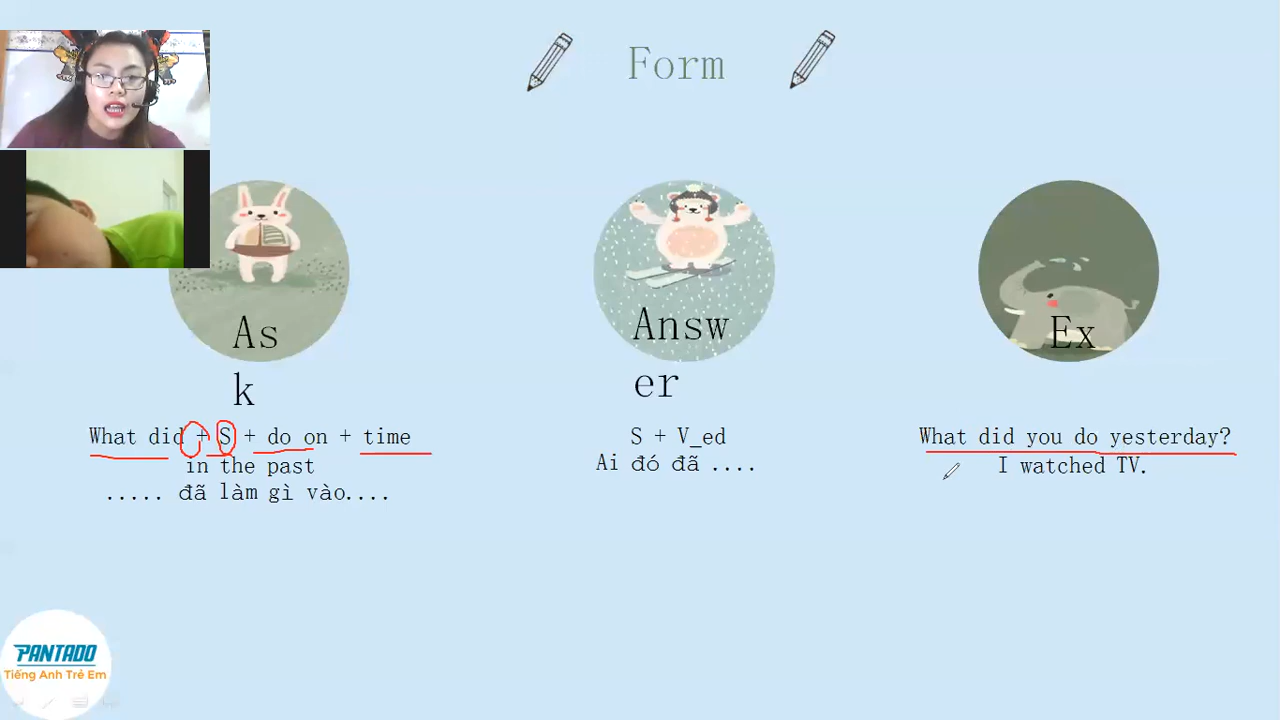 Form
As
k
Answ
er
Ex
What did + S + do on + time
in the past
..... đã làm gì vào....
S + V_ed
Ai đó đã ....
What did you do yesterday?
I watched TV.
PANTADO
Tiếng Anh Trẻ Em